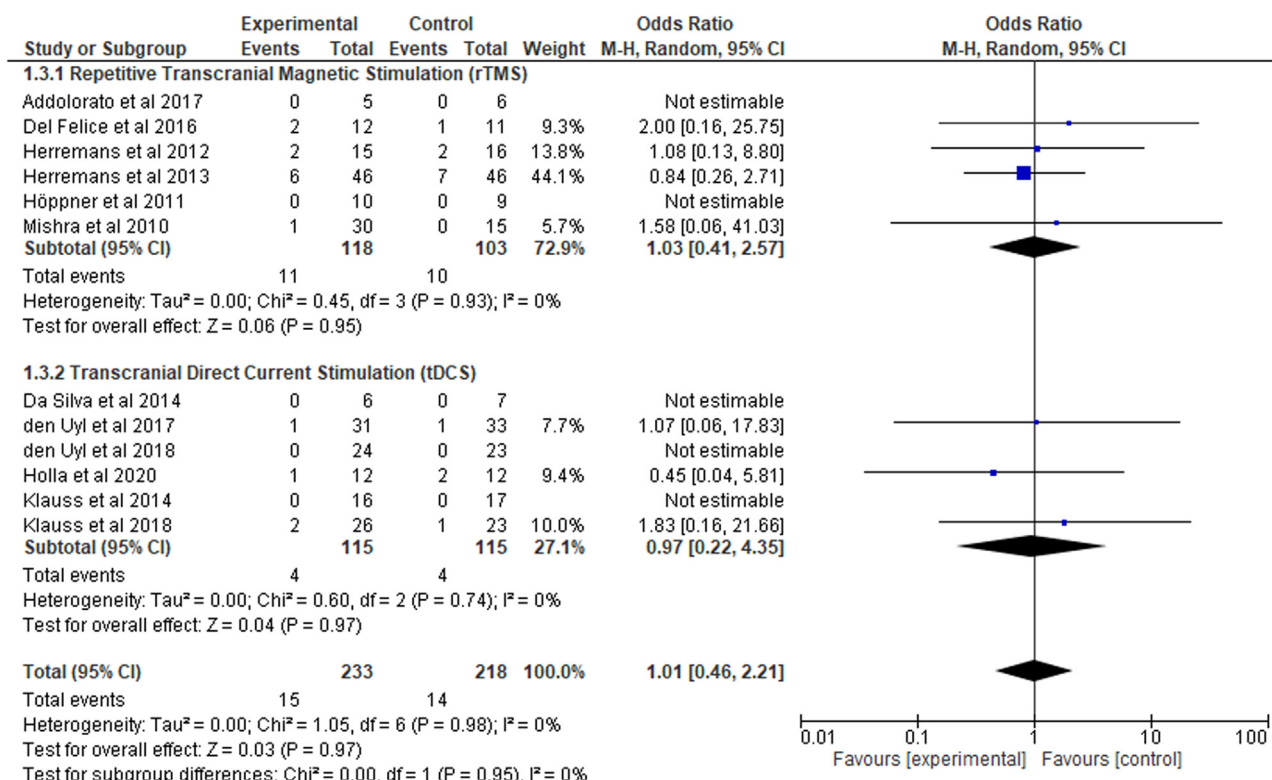 Experimental Control Odds Ratio Odds Ratio
Study or Subgroup Events Total Events Total Weight M-H, Random, 95% CI M-H, Random, 95% CI
1.3.1 Repetitive Transcranial Magnetic Stimulation (rTMS)
Addolorato et al 2017 0 5 0 6 Not estimable
Del Felice et al 2016 2 12 1 11 9.3% 2.00 [0.16, 25.75]
Herremans et al 2012 2 15 2 16 13.8% 1.08 [0.13, 8.80]
Herremans et al 2013 6 46 7 46 44.1% 0.84 [0.26, 2.71]
Höppner et al 2011 0 10 0 9 Not estimable
Mishra et al 2010 1 30 0 15 5.7% 1.58 [0.06, 41.03]
Subtotal (95% CI) 118 103 72.9% 1.03 [0.41, 2.57]
Total events 11 10
Heterogeneity: Tau² = 0.00; Chi² = 0.45, df = 3 (P = 0.93); I² = 0%
Test for overall effect: Z = 0.06 (P = 0.95)
1.3.2 Transcranial Direct Current Stimulation (tDCS)
Da Silva et al 2014 0 6 0 7 Not estimable
den Uyl et al 2017 1 31 1 33 7.7% 1.07 [0.06, 17.83]
den Uyl et al 2018 0 24 0 23 Not estimable
Holla et al 2020 1 12 2 12 9.4% 0.45 [0.04, 5.81]
Klauss et al 2014 0 16 0 17 Not estimable
Klauss et al 2018 2 26 1 23 10.0% 1.83 [0.16, 21.66]
Subtotal (95% CI) 115 115 27.1% 0.97 [0.22, 4.35]
Total events 4 4
Heterogeneity: Tau² = 0.00; Chi² = 0.60, df = 2 (P = 0.74); I² = 0%
Test for overall effect: Z = 0.04 (P = 0.97)
Total (95% CI) 233 218 100.0% 1.01 [0.46, 2.21]
Total events 15 14
Heterogeneity: Tau² = 0.00; Chi² = 1.05, df = 6 (P = 0.98); I² = 0%
Test for overall effect: Z = 0.03 (P = 0.97)
Test for subgroup differences: Chi² = 0.00, df = 1 (P = 0.95), I² = 0%
0.01 0.1 1 10 100
Favours [experimental] Favours [control]